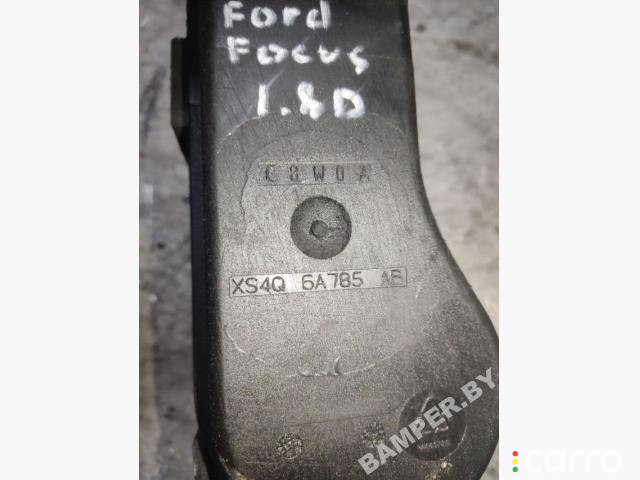 Ford
Focus
1.8D
XS4Q 6A785 AB
BAMPER.BY
carro